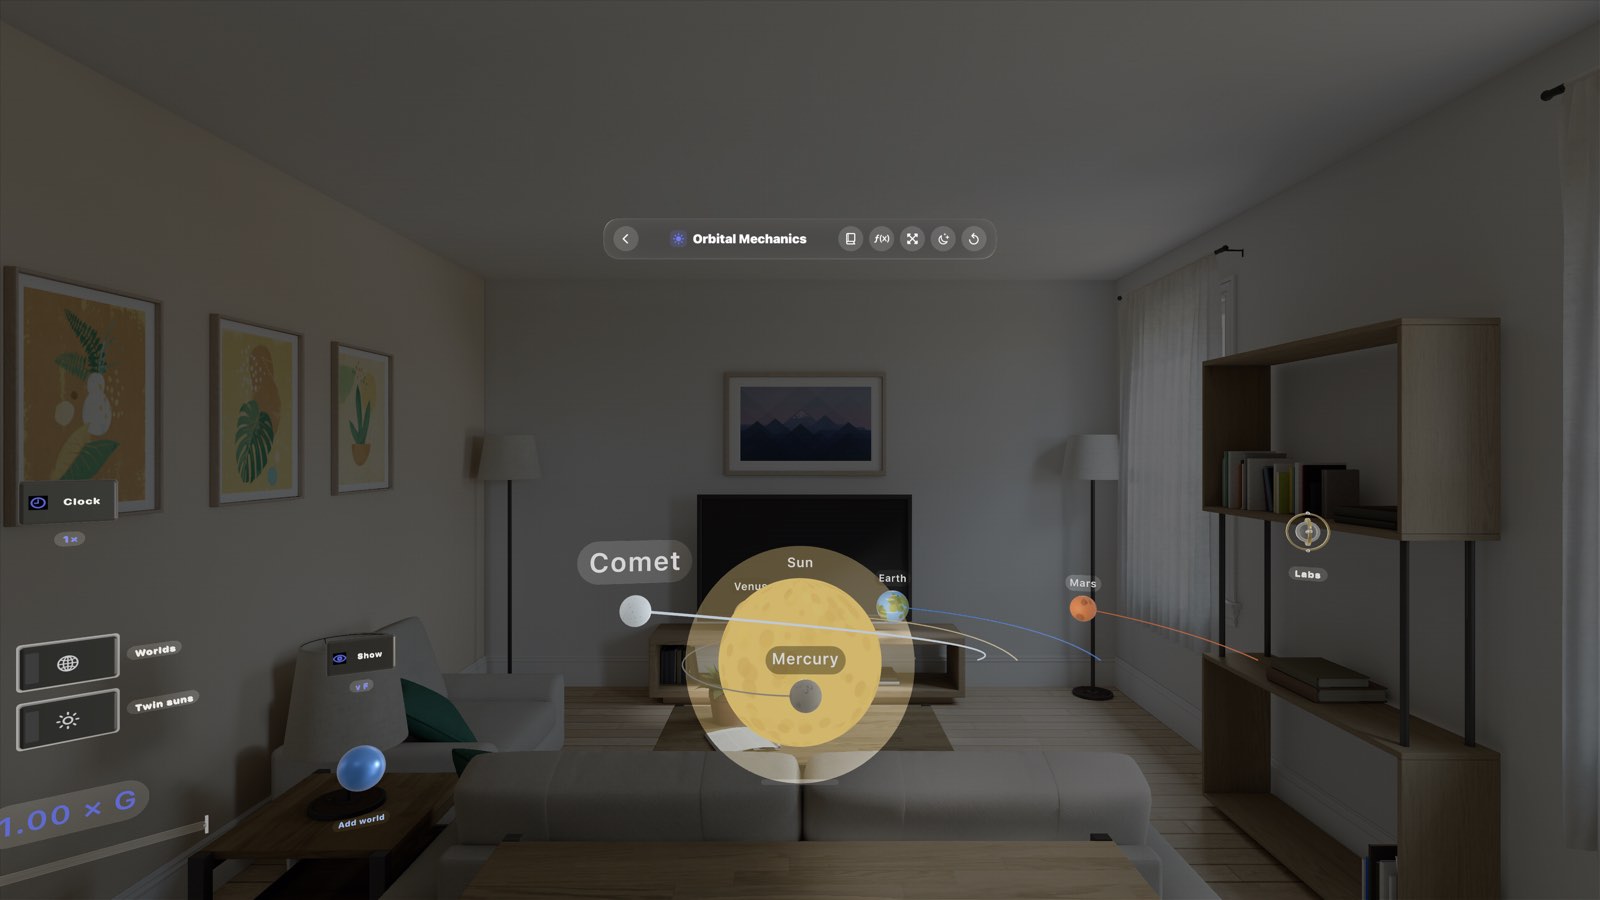 Orbital Mechanics
f(x)
Clock
1×
Comet
Sun
Venus
Earth
Mars
Labs
Worlds
Show
v F
Mercury
Twin suns
1.00 × G
Add world